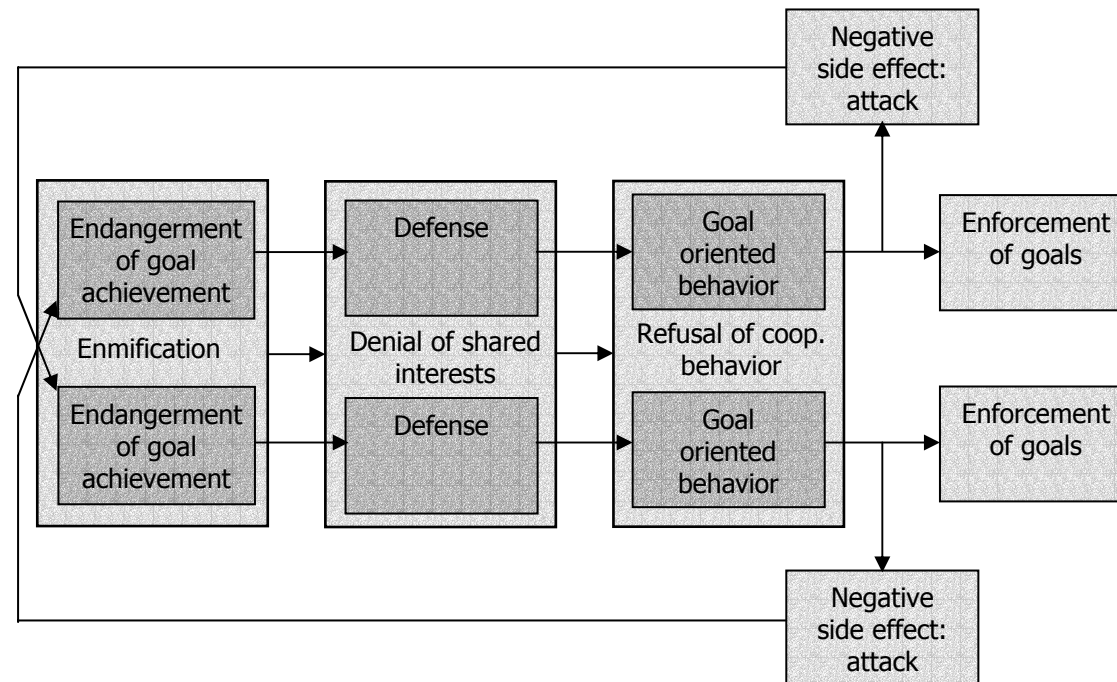 Negative
side effect:
attack
Endangerment
of goal
achievement
Defense
Goal
oriented
behavior
Enforcement
of goals
Enmification
Denial of shared
interests
Refusal of coop.
behavior
Endangerment
of goal
achievement
Defense
Goal
oriented
behavior
Enforcement
of goals
Negative
side effect:
attack